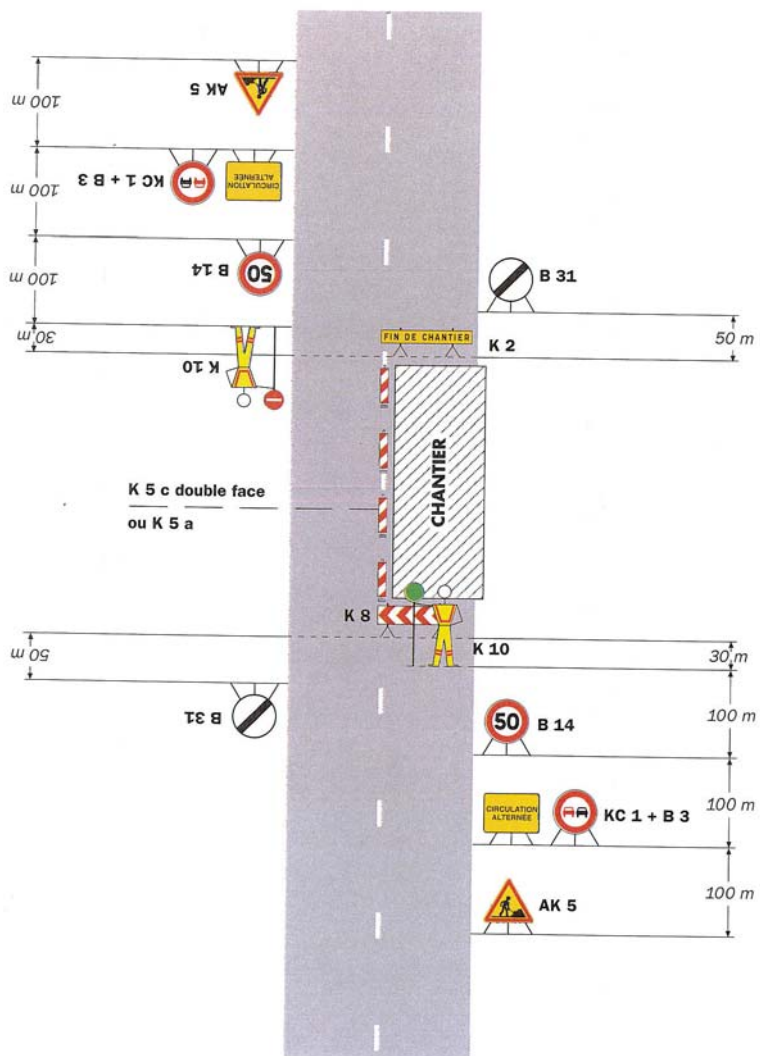 AK 5
100 m
KC 1 + B 3
CIRCULATION
ALTERNÉE
100 m
B 14
50
100 m
K 10
30 m
B 31
50 m
FIN DE CHANTIER
K 2
CHANTIER
K 5 c double face
ou K 5 a
K 8
K 10
30 m
50 m
B 31
50
B 14
100 m
CIRCULATION
ALTERNÉE
KC 1 + B 3
100 m
AK 5
100 m